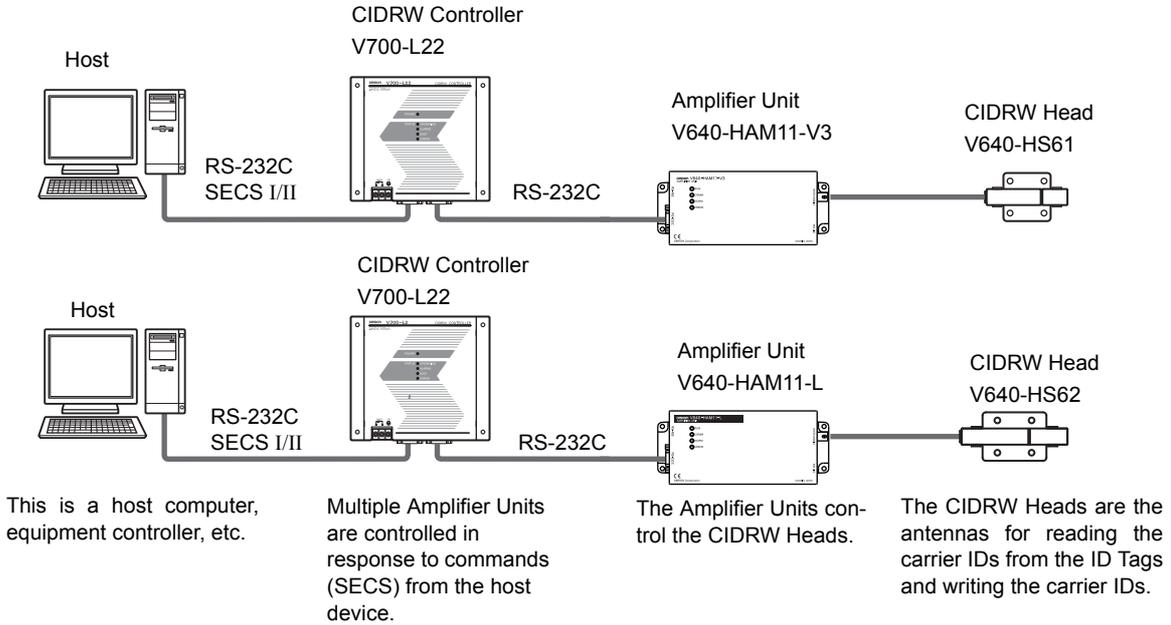 CIDRW Controller
V700-L22
Host
Amplifier Unit
V640-HAM11-V3
CIDRW Head
V640-HS61
RS-232C
SECS I/II
RS-232C
CIDRW Controller
V700-L22
Host
Amplifier Unit
V640-HAM11-L
CIDRW Head
V640-HS62
RS-232C
SECS I/II
RS-232C
This is a host computer,
equipment controller, etc.
Multiple Amplifier Units
are controlled in
response to commands
(SECS) from the host
device.
The Amplifier Units con-
trol the CIDRW Heads.
The CIDRW Heads are the
antennas for reading the
carrier IDs from the ID Tags
and writing the carrier IDs.